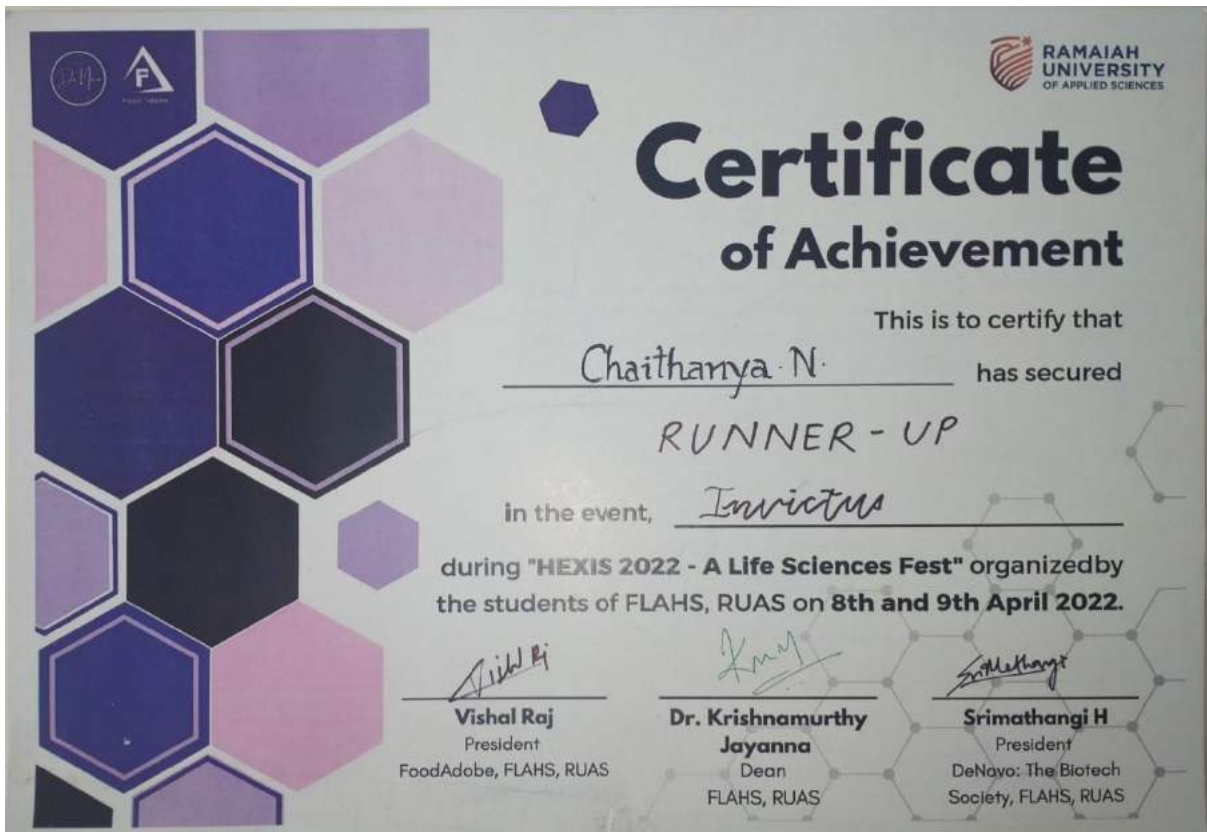 F
RAMAIAH
UNIVERSITY
OF APPLIED SCIENCES
Certificate
of Achievement
This is to certify that
Chaithanya N. has secured
RUNNER - UP
in the event, Invictus
during "HEXIS 2022 - A Life Sciences Fest" organizedby
the students of FLAHS, RUAS on 8th and 9th April 2022.
Vishal Raj
President
FoodAdobe, FLAHS, RUAS
Dr. Krishnamurthy
Jayanna
Dean
FLAHS, RUAS
Srimathangi
Srimathangi H
President
DeNovo: The Biotech
Society, FLAHS, RUAS